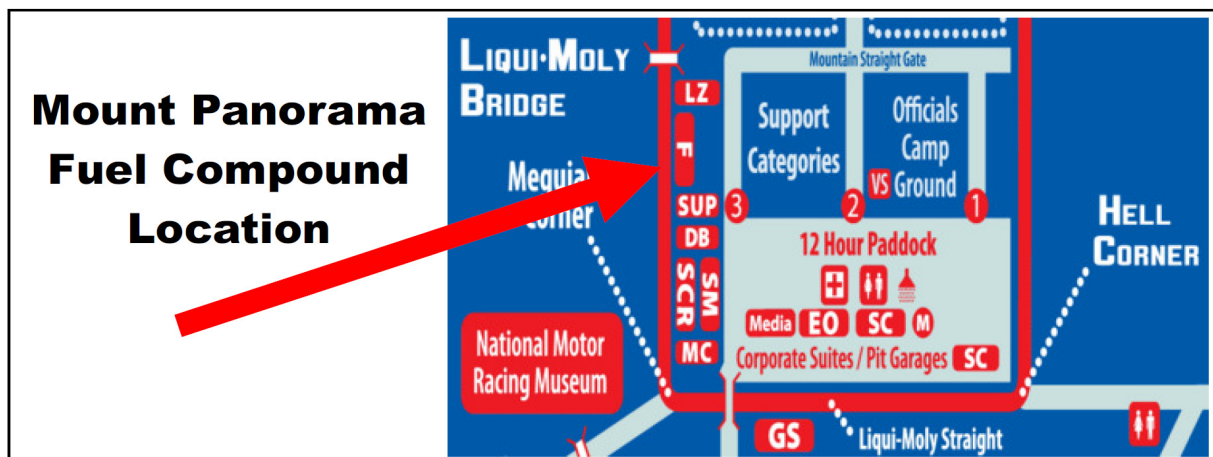 Mount Panorama
Fuel Compound
Location
LIQUI·MOLY
BRIDGE
Mountain Straight Gate
LZ
F
Support
Categories
Officials
Camp
Ground
VS
SUP
3
2
1
DB
SCR
SM
MC
12 Hour Paddock
Media
EO
SC
M
Corporate Suites / Pit Garages
SC
HELL
CORNER
National Motor
Racing Museum
GS
Liqui-Moly Straight